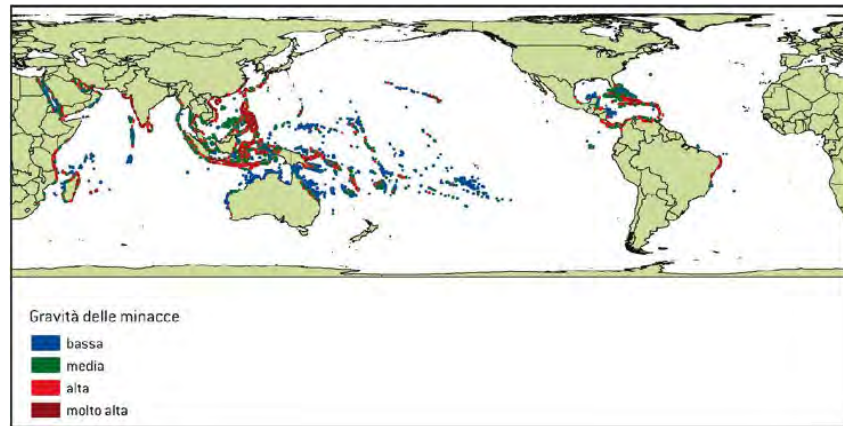 Gravità delle minacce
bassa
media
alta
molto alta